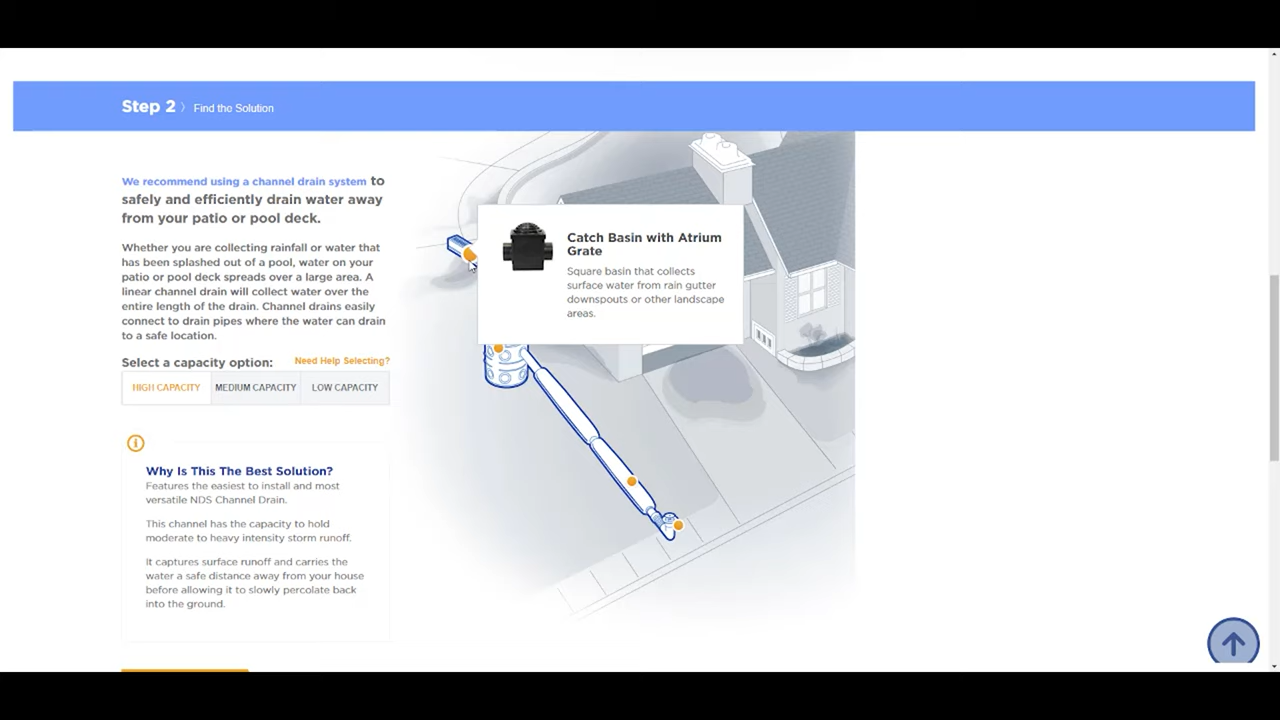 Step 2 〉 Find the Solution
We recommend using a channel drain system to
safely and efficiently drain water away
from your patio or pool deck.
Whether you are collecting rainfall or water that
has been splashed out of a pool, water on your
patio or pool deck spreads over a large area. A
linear channel drain will collect water over the
entire length of the drain. Channel drains easily
connect to drain pipes where the water can drain
to a safe location.
Select a capacity option: Need Help Selecting?
HIGH CAPACITY MEDIUM CAPACITY LOW CAPACITY
Why Is This The Best Solution?
Features the easiest to install and most
versatile NDS Channel Drain.
This channel has the capacity to hold
moderate to heavy intensity storm runoff.
It captures surface runoff and carries the
water a safe distance away from your house
before allowing it to slowly percolate back
into the ground.
Catch Basin with Atrium
Grate
Square basin that collects
surface water from rain gutter
downspouts or other landscape
areas.